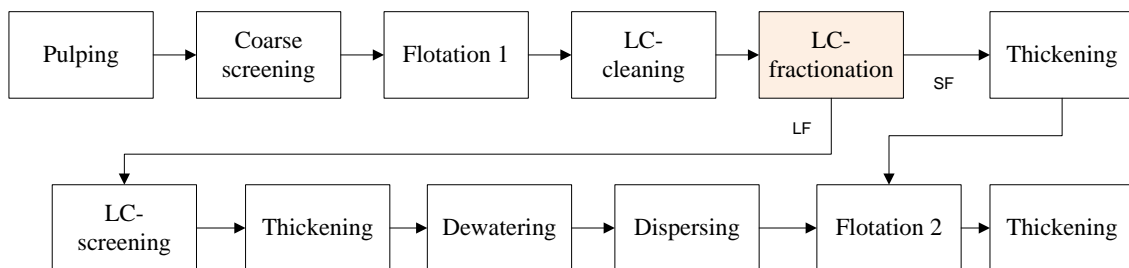 Pulping
Coarse
screening
Flotation 1
LC-
cleaning
LC-
fractionation
SF
Thickening
LF
LC-
screening
Thickening
Dewatering
Dispersing
Flotation 2
Thickening